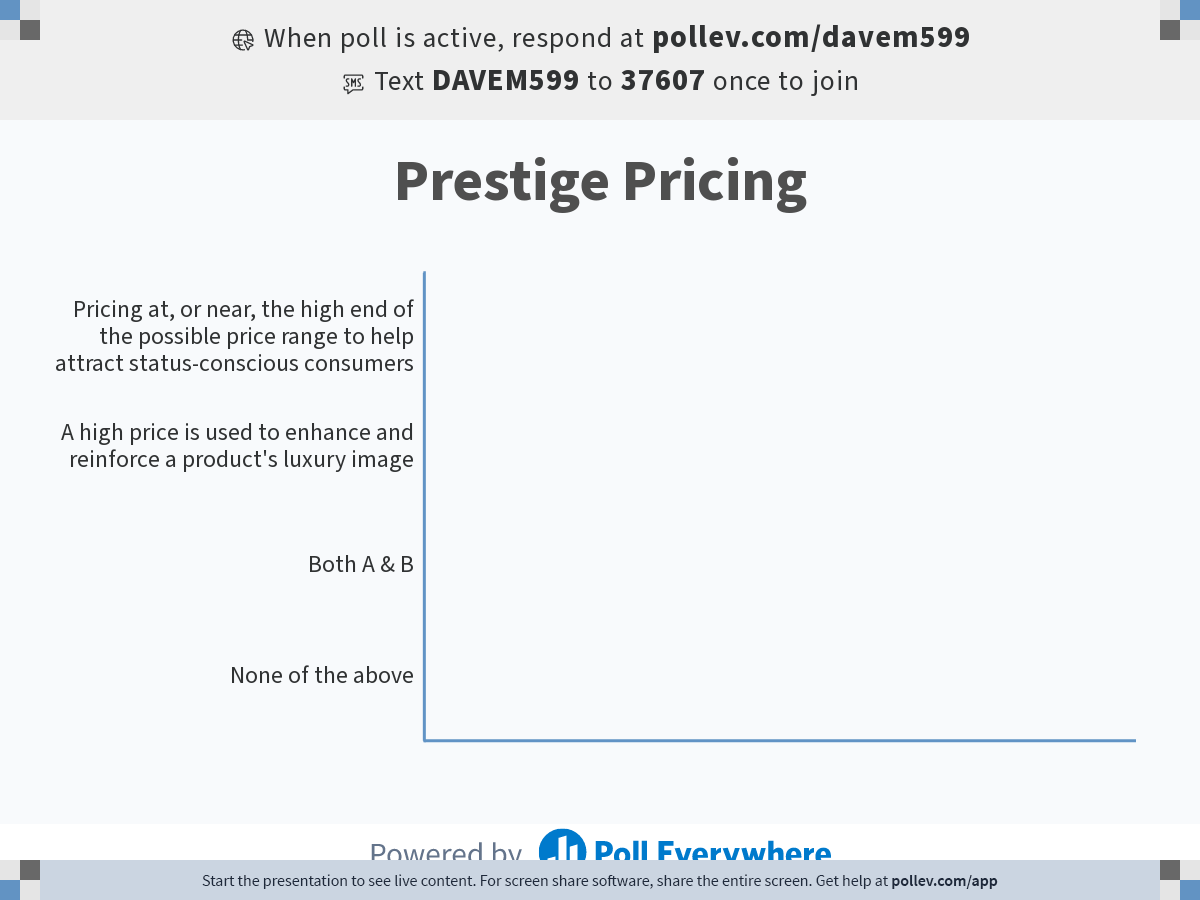 When poll is active, respond at pollev.com/davem599
SMS Text DAVEM599 to 37607 once to join
Prestige Pricing
Pricing at, or near, the high end of
the possible price range to help
attract status-conscious consumers
A high price is used to enhance and
reinforce a product's luxury image
Both A & B
None of the above
Powered by Poll Everywhere
Start the presentation to see live content. For screen share software, share the entire screen. Get help at pollev.com/app